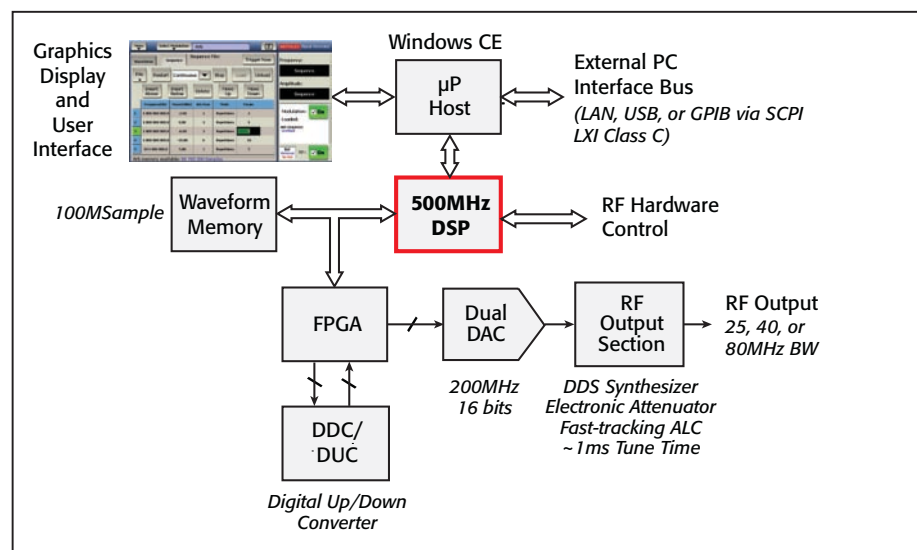 Graphics
Display
and
User
Interface
Windows CE
µP
Host
External PC
Interface Bus
(LAN, USB, or GPIB via SCPI
LXI Class C)
100MSample
Waveform
Memory
500MHz
DSP
RF Hardware
Control
FPGA
Dual
DAC
RF
Output
Section
RF Output
25, 40, or
80MHz BW
200MHz
16 bits
DDS Synthesizer
Electronic Attenuator
Fast-tracking ALC
~1ms Tune Time
DDC/
DUC
Digital Up/Down
Converter